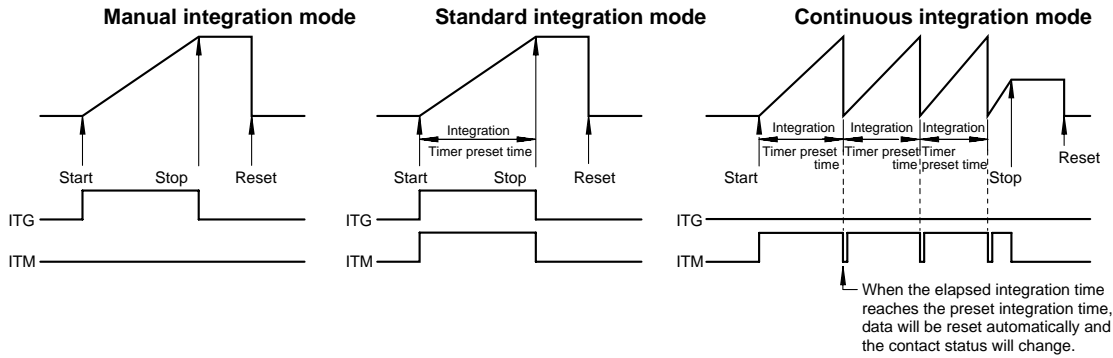 Manual integration mode
Standard integration mode
Continuous integration mode
Integration
Timer preset time
Integration
Integration
Integration
Timer preset
time
Timer preset
time
Timer
preset time
Start
Stop
Reset
Start
Stop
Reset
Start
Stop
Reset
ITG
ITM
ITG
ITM
ITG
ITM
When the elapsed integration time
reaches the preset integration time,
data will be reset automatically and
the contact status will change.